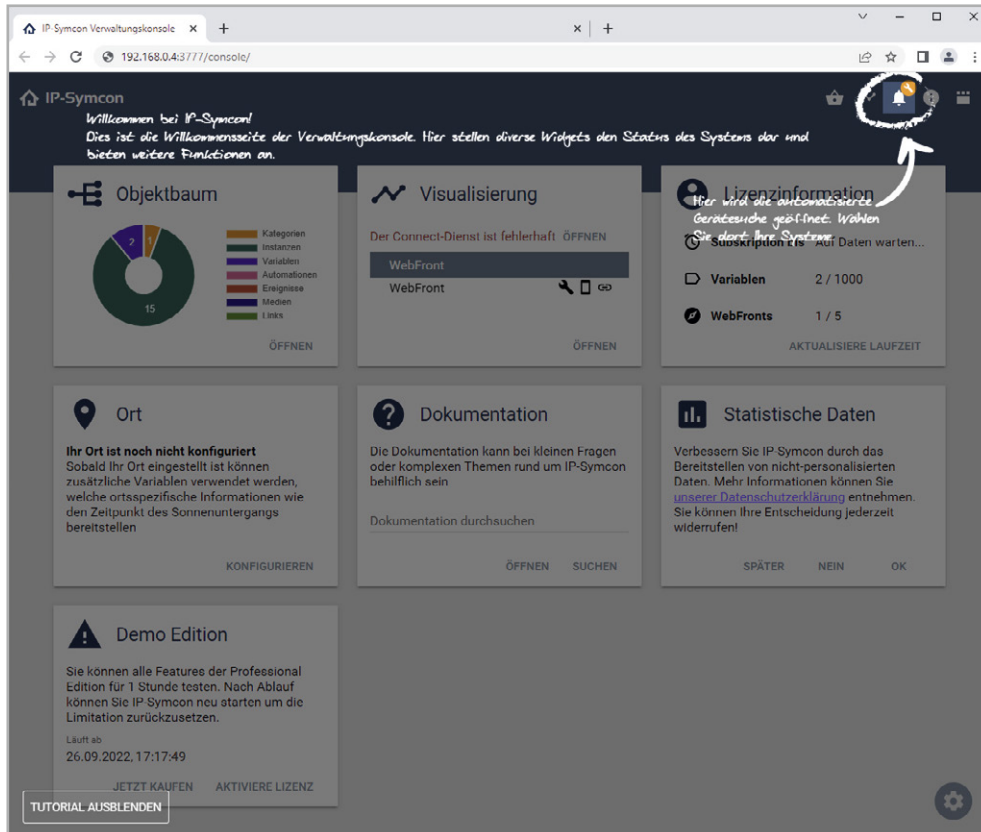 IP-Symcon Verwaltungskonsole
192.168.0.4:3777/console/
IP-Symcon
Willkommen bei IP-Symcon!
Dies ist die Willkommensseite der Verwaltungskonsole. Hier stellen diverse Widgets den Status des Systems dar und
bieten weitere Funktionen an.
Hier wird die automatisierte
Gerätesuche geöffnet. Wählen
Sie dort Ihre Systeme
Objektbaum
2
1
15
Kategorien
Instanzen
Variablen
Automationen
Ereignisse
Medien
Links
ÖFFNEN
Visualisierung
Der Connect-Dienst ist fehlerhaft ÖFFNEN
WebFront
WebFront
ÖFFNEN
Lizenzinformation
Subskription bis Auf Daten warten...
Variablen 2 / 1000
WebFronts 1 / 5
AKTUALISIERE LAUFZEIT
Ort
Ihr Ort ist noch nicht konfiguriert
Sobald Ihr Ort eingestellt ist können
zusätzliche Variablen verwendet werden,
welche ortsspezifische Informationen wie
den Zeitpunkt des Sonnenuntergangs
bereitstellen
KONFIGURIEREN
Dokumentation
Die Dokumentation kann bei kleinen Fragen
oder komplexen Themen rund um IP-Symcon
behilflich sein
Dokumentation durchsuchen
ÖFFNEN SUCHEN
Statistische Daten
Verbessern Sie IP-Symcon durch das
Bereitstellen von nicht-personalisierten
Daten. Mehr Informationen können Sie
unserer Datenschutzerklärung entnehmen.
Sie können Ihre Entscheidung jederzeit
widerrufen!
SPÄTER NEIN OK
Demo Edition
Sie können alle Features der Professional
Edition für 1 Stunde testen. Nach Ablauf
können Sie IP-Symcon neu starten um die
Limitation zurückzusetzen.
Läuft ab
26.09.2022, 17:17:49
JETZT KAUFEN AKTIVIERE LIZENZ
TUTORIAL AUSBLENDEN